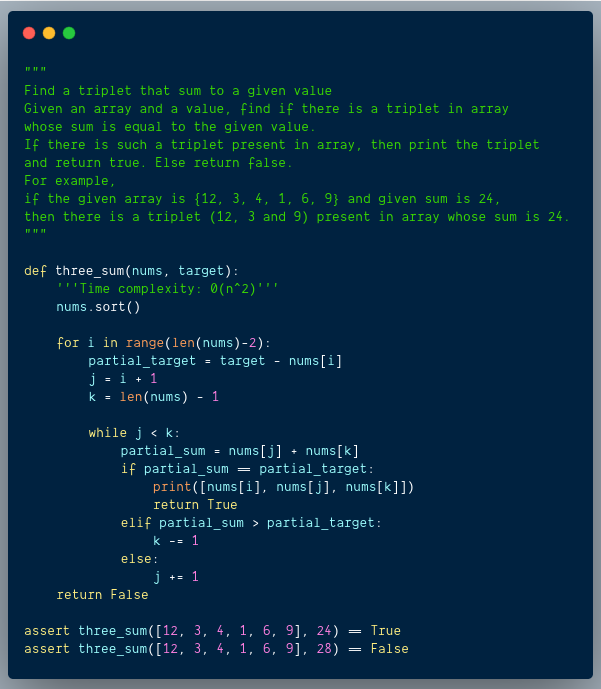 """
Find a triplet that sum to a given value
Given an array and a value, find if there is a triplet in array
whose sum is equal to the given value.
If there is such a triplet present in array, then print the triplet
and return true. Else return false.
For example,
if the given array is {12, 3, 4, 1, 6, 9} and given sum is 24,
then there is a triplet (12, 3 and 9) present in array whose sum is 24.
"""

def three_sum(nums, target):
    '''Time complexity: O(n^2)'''
    nums.sort()

    for i in range(len(nums)-2):
        partial_target = target - nums[i]
        j = i + 1
        k = len(nums) - 1

        while j < k:
            partial_sum = nums[j] + nums[k]
            if partial_sum == partial_target:
                print([nums[i], nums[j], nums[k]])
                return True
            elif partial_sum > partial_target:
                k -= 1
            else:
                j += 1
    return False

assert three_sum([12, 3, 4, 1, 6, 9], 24) == True
assert three_sum([12, 3, 4, 1, 6, 9], 28) == False